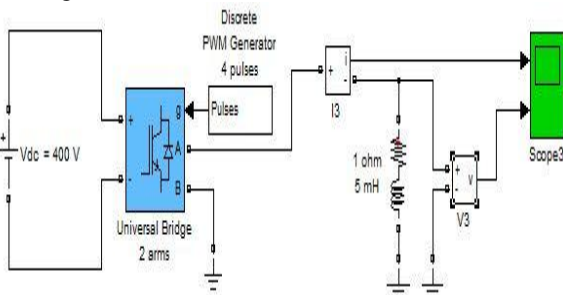 Discrete
PWM Generator
4 pulses
Pulses
Vdc = 400 V
+
+
-
g
A
B
Universal Bridge
2 arms
+
i
-
I3
1 ohm
5 mH
+
-
v
V3
Scope3